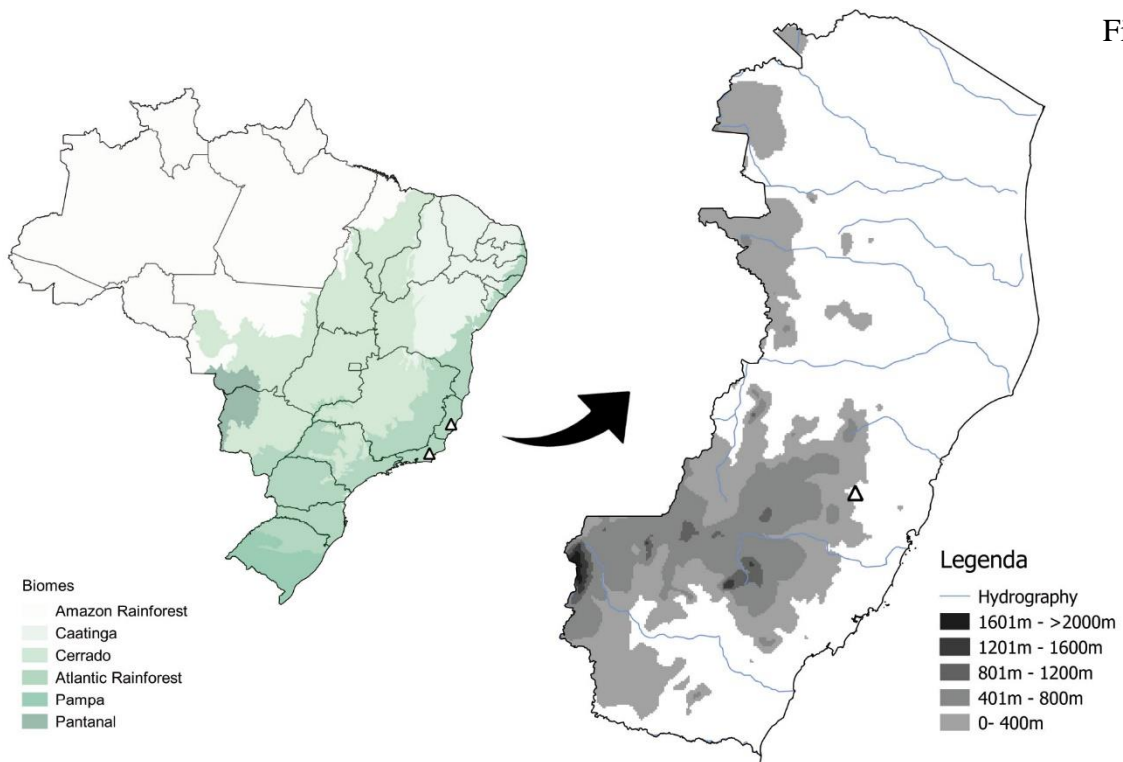 Fi
Biomes
Amazon Rainforest
Caatinga
Cerrado
Atlantic Rainforest
Pampa
Pantanal
Legenda
Hydrography
1601m - >2000m
1201m - 1600m
801m - 1200m
401m - 800m
0- 400m